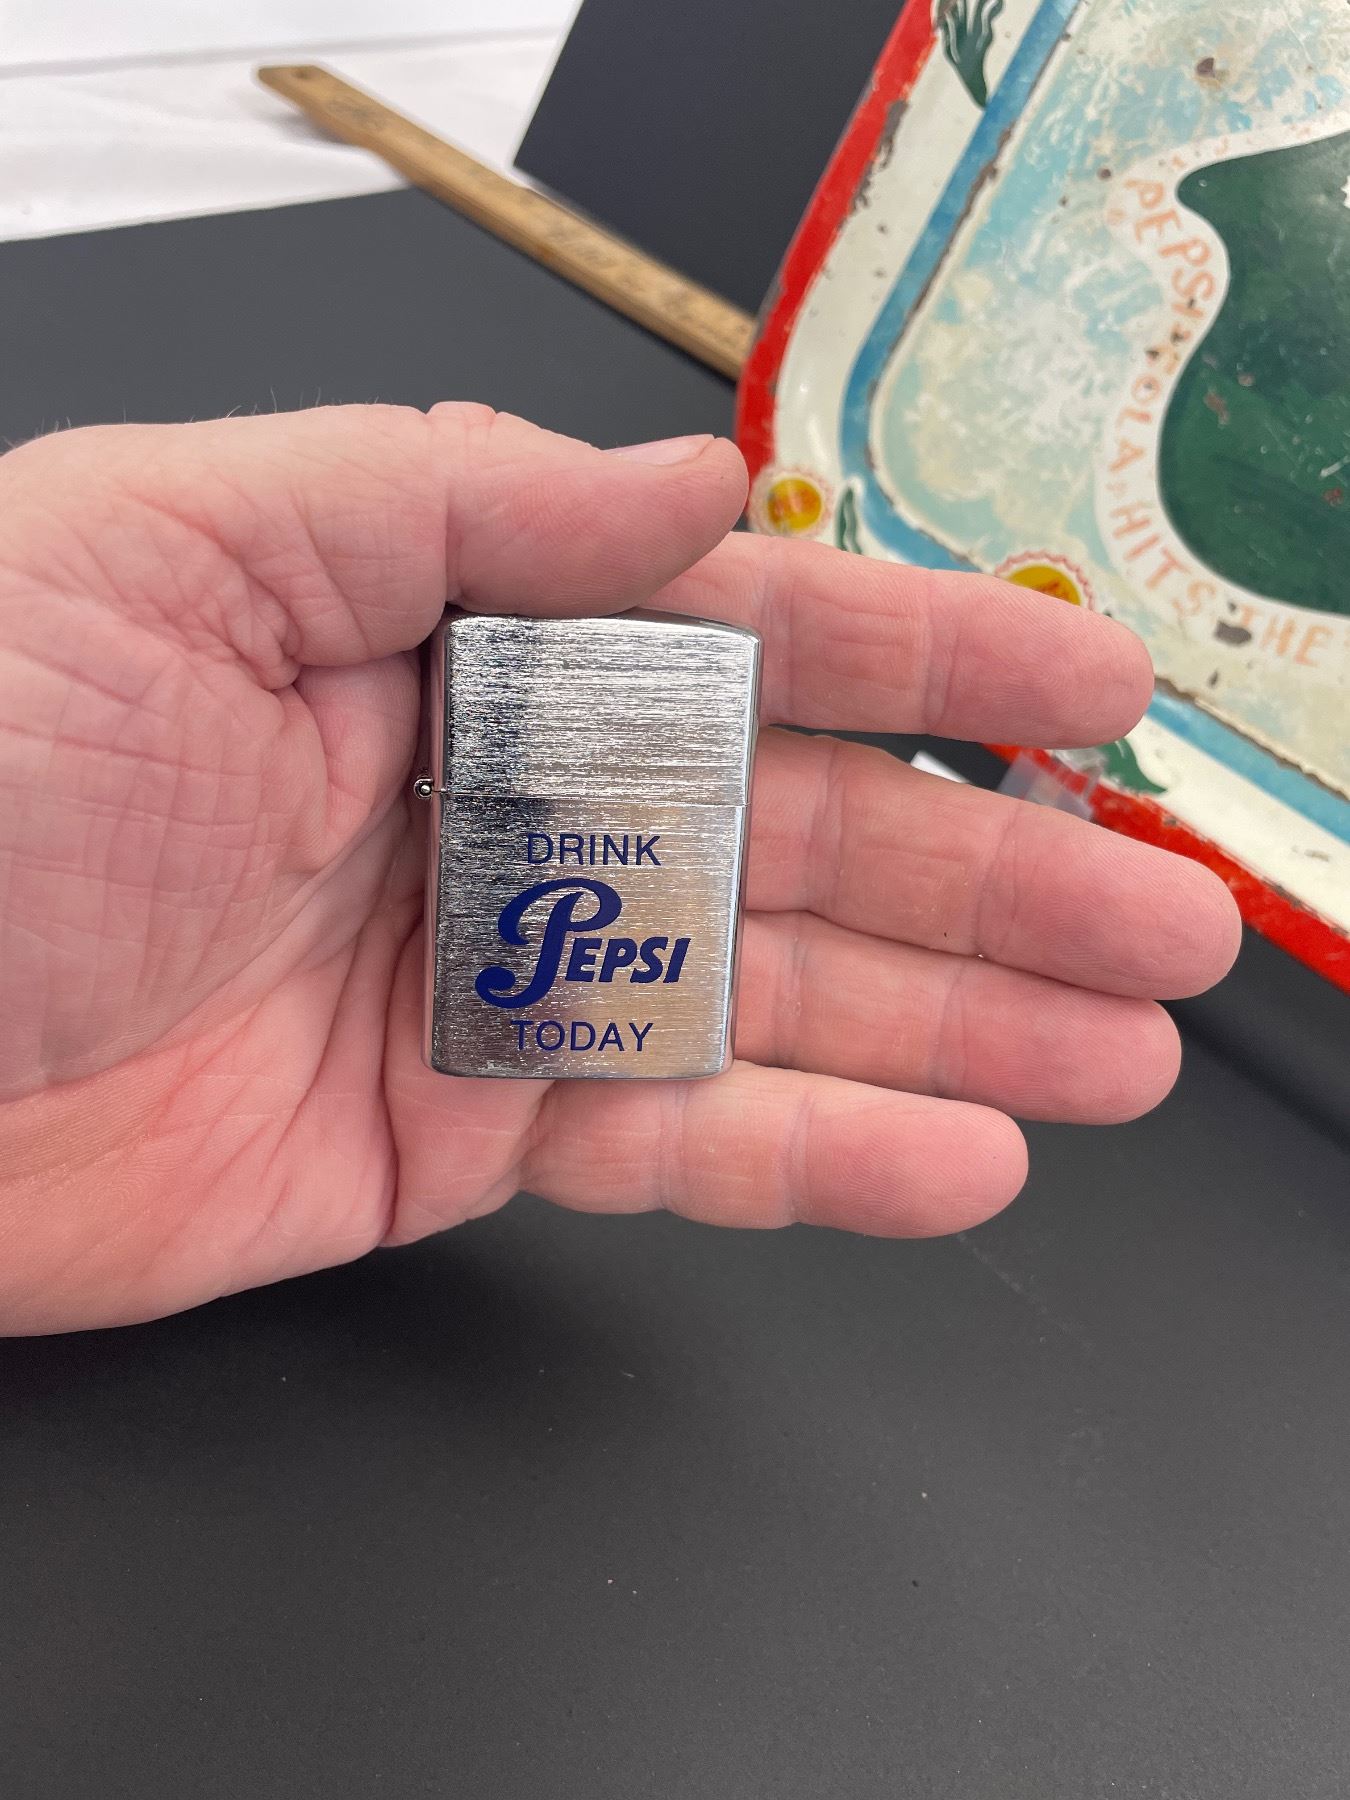 DRINK
PEPSI
TODAY
PEPSI-COLA HITS THE